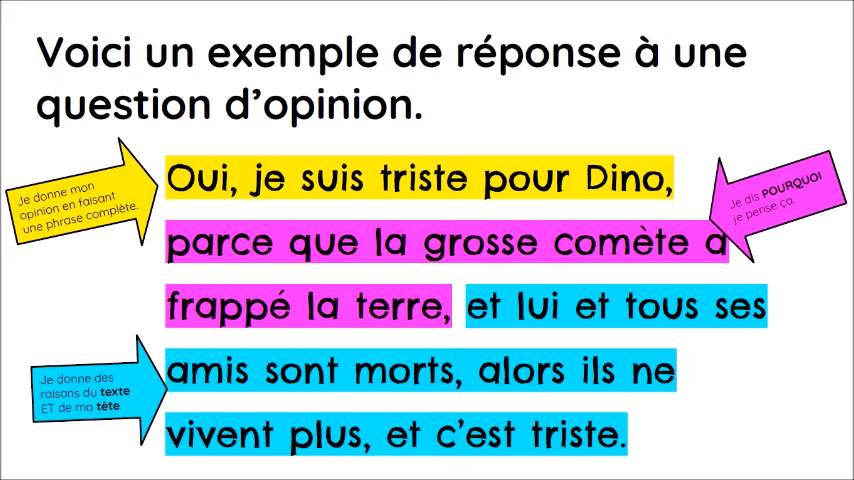 Voici un exemple de réponse à une
question d'opinion.
Je donne mon
opinion en faisant
une phrase complète.
Oui, je suis triste pour Dino,
Je dis POURQUOI
je pense ça.
parce que la grosse comète a
frappé la terre, et lui et tous ses
Je donne des
raisons du texte
ET de ma tête.
amis sont morts, alors ils ne
vivent plus, et c'est triste.